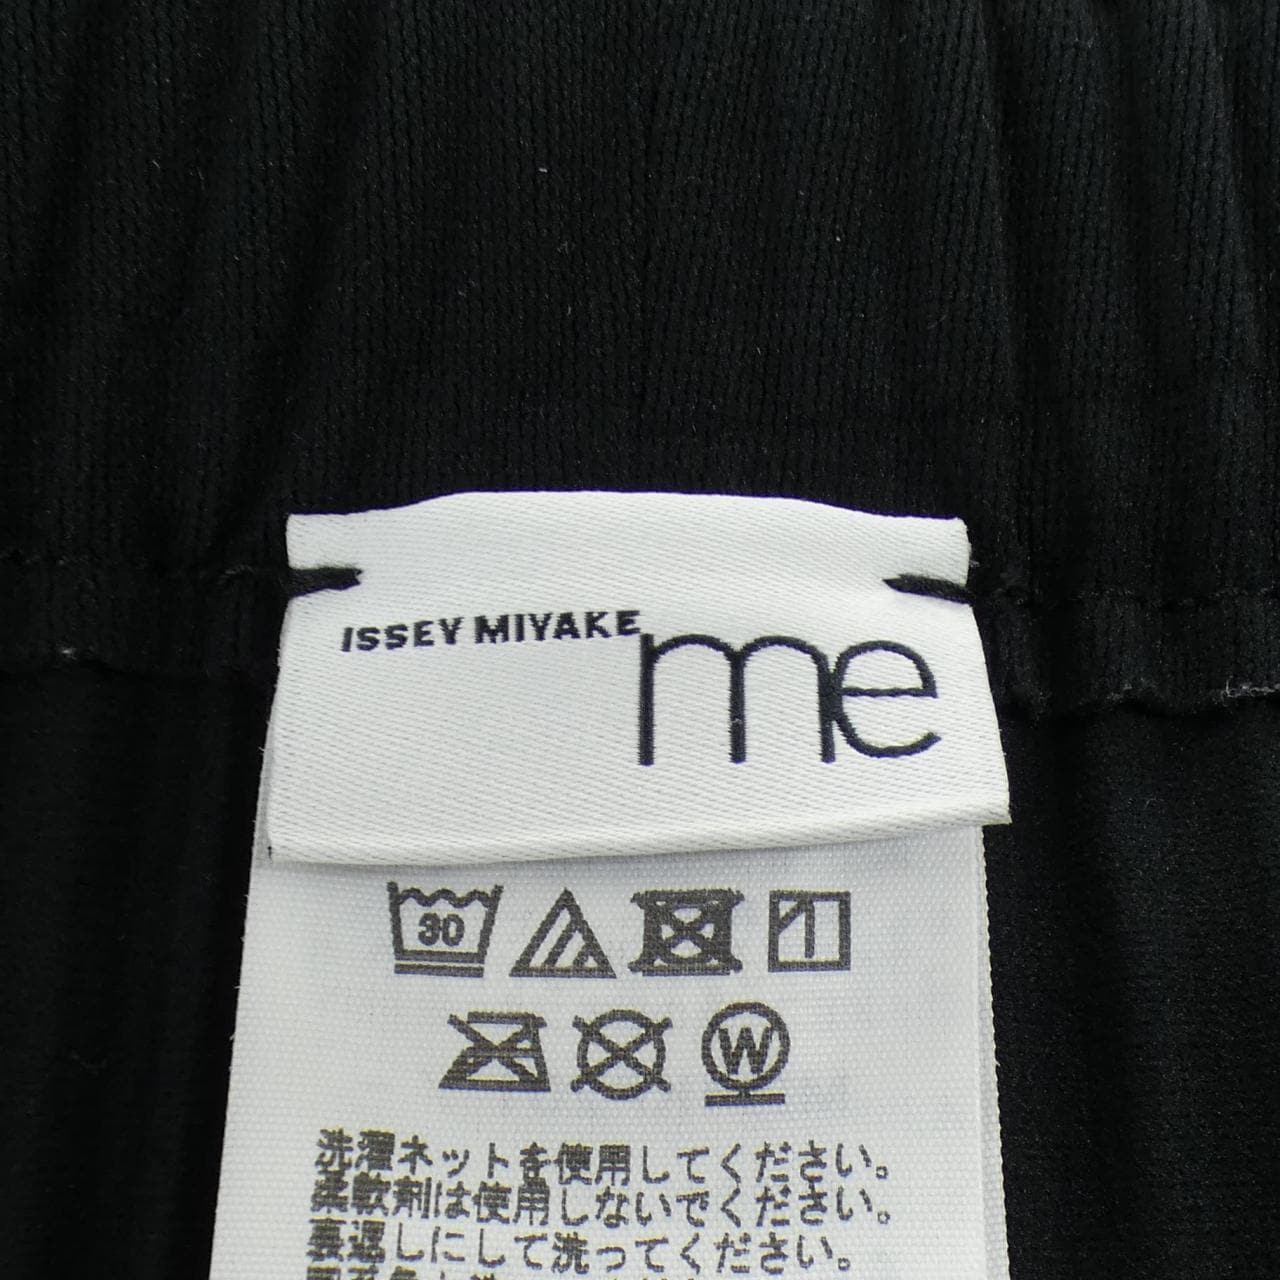 ISSEY MIYAKE
me
30
W
洗濯ネットを使用してください。
柔軟剤は使用しないでください。
裏返しにして洗ってください。